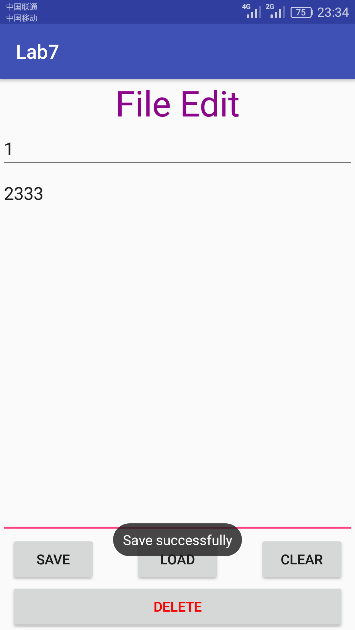 中国联通
中国移动
4G 2G 75 23:34
Lab7
File Edit
1
2333
Save successfully
SAVE LOAD CLEAR
DELETE